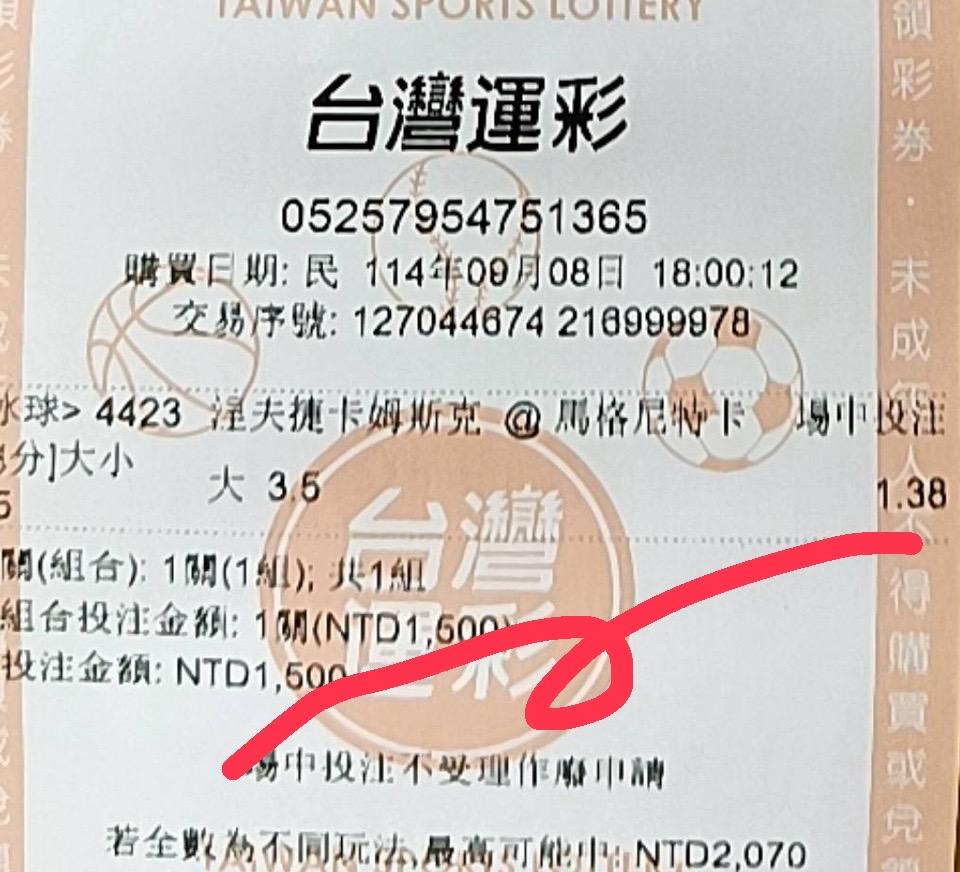 TAIWAN SPORTS LOTTERY
台灣運彩
05257954751365
購買日期: 民 114年09月08日 18:00:12
交易序號: 127044674 216999978
冰球> 4423 涅夫捷卡姆斯克 @ 馬格尼特卡 場中投注
分]大小
大 3.5 1.38
5
台灣運彩
關(組合): 1關(1組); 共1組
組合投注金額: 1關(NTD1,500)
投注金額: NTD1,500
場中投注不受理作廢申請
若全數為不同玩法,最高可能中: NTD2,070
領彩券·未成年人不得購買或兌